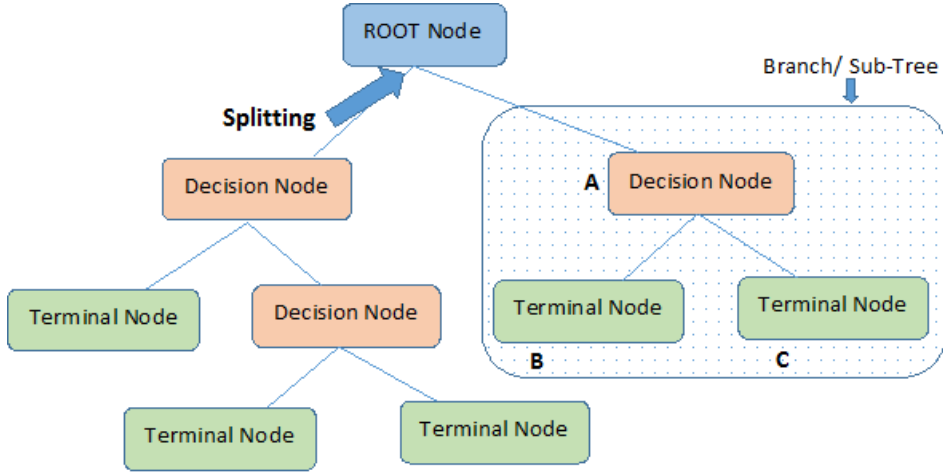 ROOT Node
Branch/ Sub-Tree
Splitting
Decision Node
A
Decision Node
Terminal Node
Decision Node
Terminal Node
Terminal Node
B
C
Terminal Node
Terminal Node